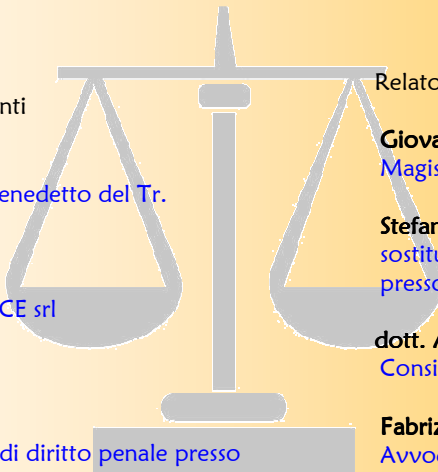 nti
enedetto del Tr.
CE srl
di diritto penale presso
Relato
Giova
Magis
Stefan
sostitu
presso
dott. A
Consi
Fabriz
Avvoc